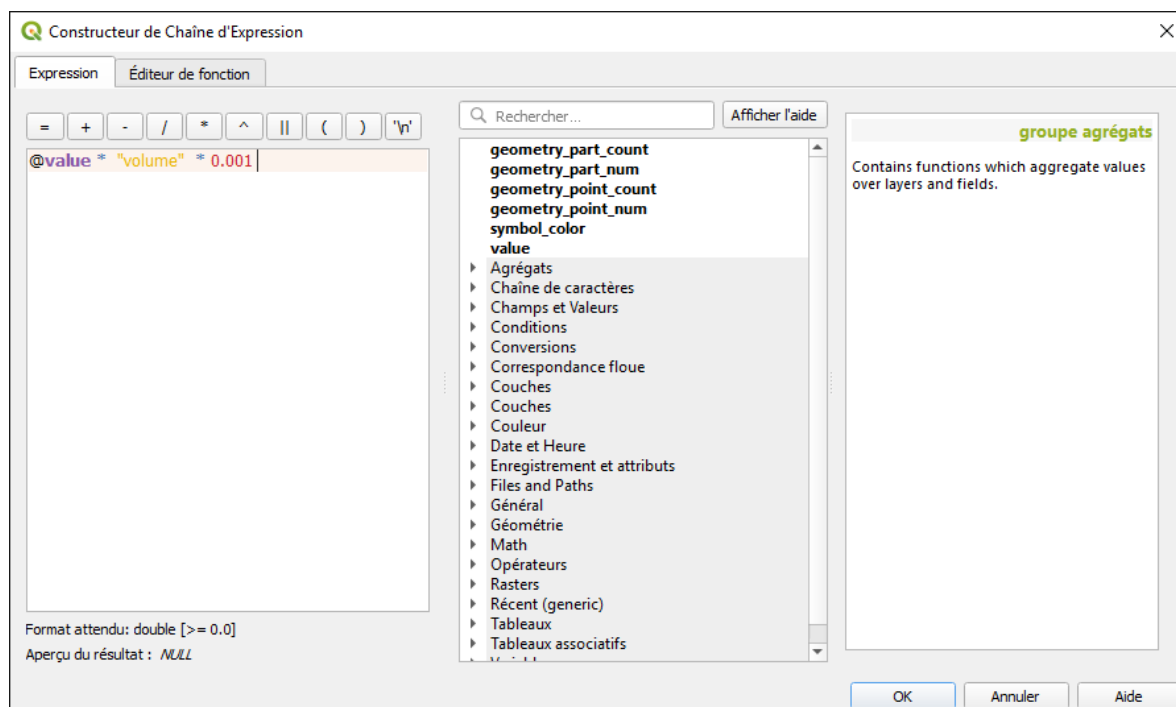 Constructeur de Chaîne d'Expression
Expression
Éditeur de fonction
= + - / * ^ || ( ) '\n'
@value * "volume" * 0.001
Format attendu: double [>= 0.0]
Aperçu du résultat : NULL
Rechercher...
Afficher l'aide
geometry_part_count
geometry_part_num
geometry_point_count
geometry_point_num
symbol_color
value
Agrégats
Chaîne de caractères
Champs et Valeurs
Conditions
Conversions
Correspondance floue
Couches
Couches
Couleur
Date et Heure
Enregistrement et attributs
Files and Paths
Général
Géométrie
Math
Opérateurs
Rasters
Récent (generic)
Tableaux
Tableaux associatifs
groupe agrégats
Contains functions which aggregate values
over layers and fields.
OK
Annuler
Aide